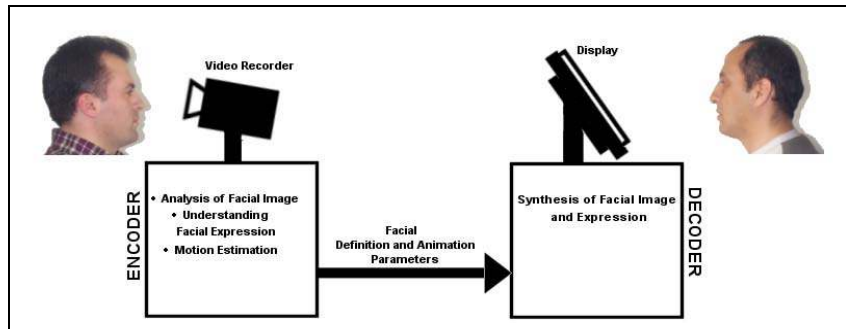 Video Recorder
Display
ENCODER
• Analysis of Facial Image
• Understanding
Facial Expression
• Motion Estimation
Facial
Definition and Animation
Parameters
Synthesis of Facial Image
and Expression
DECODER